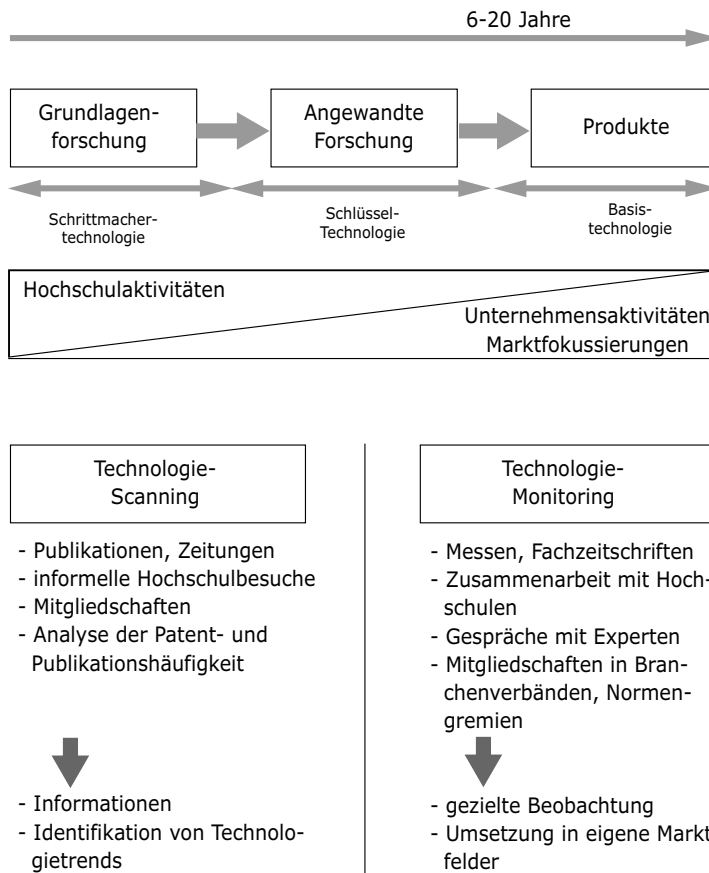 6-20 Jahre
Grundlagen-
forschung
Angewandte
Forschung
Produkte
Schrittmacher-
technologie
Schlüssel-
Technologie
Basis-
technologie
Hochschulaktivitäten
Unternehmensaktivitäten
Marktfokussierungen
Technologie-
Scanning
- Publikationen, Zeitungen
- informelle Hochschulbesuche
- Mitgliedschaften
- Analyse der Patent- und
Publikationshäufigkeit
- Informationen
- Identifikation von Technolo-
gietrends
Technologie-
Monitoring
- Messen, Fachzeitschriften
- Zusammenarbeit mit Hoch-
schulen
- Gespräche mit Experten
- Mitgliedschaften in Bran-
chenverbänden, Normen-
gremien
- gezielte Beobachtung
- Umsetzung in eigene Markt
felder